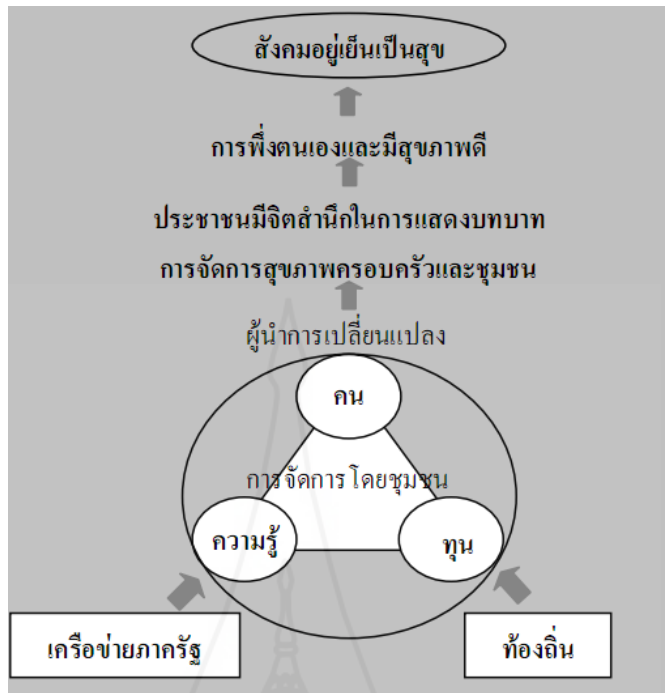 สังคมอยู่เย็นเป็นสุข
การพึ่งตนเองและมีสุขภาพดี
ประชาชนมีจิตสำนึกในการแสดงบทบาท
การจัดการสุขภาพครอบครัวและชุมชน
ผู้นำการเปลี่ยนแปลง
คน
การจัดการ โดยชุมชน
ความรู้
ทุน
เครือข่ายภาครัฐ
ท้องถิ่น